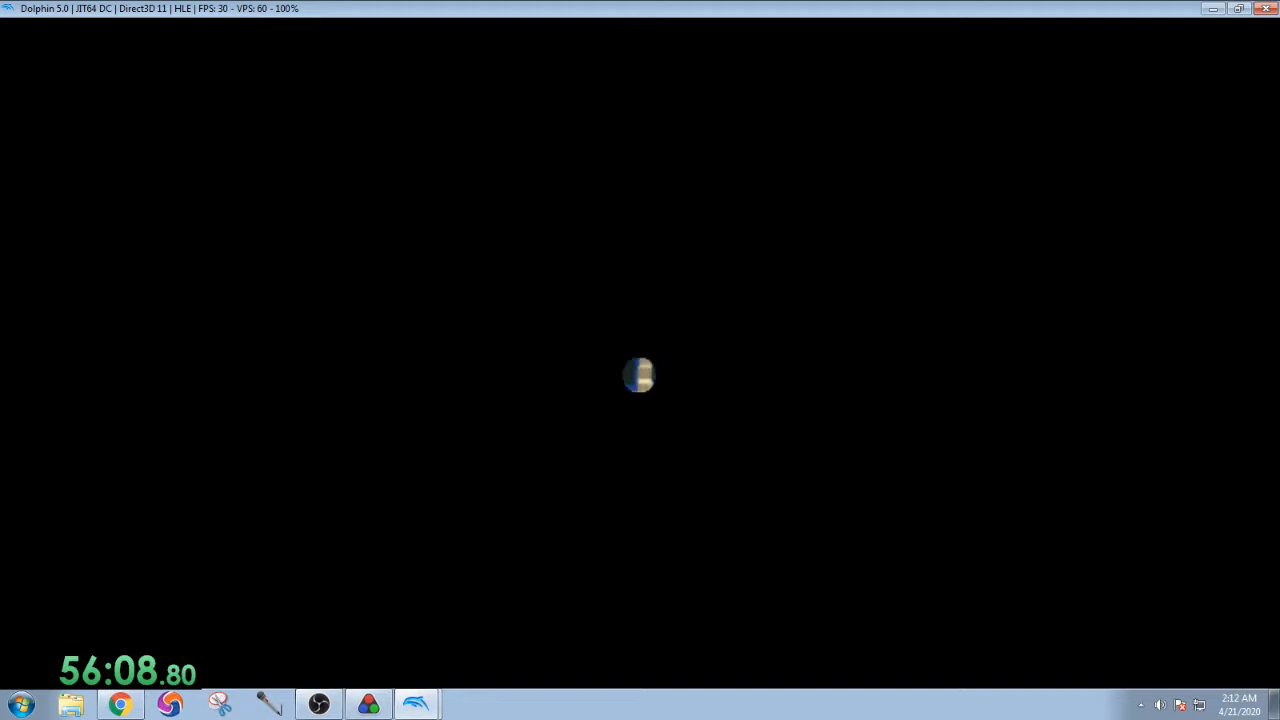 Dolphin 5.0 | JIT64 DC | Direct3D 11 | HLE | FPS: 30 - VPS: 60 - 100%
56:08.80
2:12 AM
4/21/2020